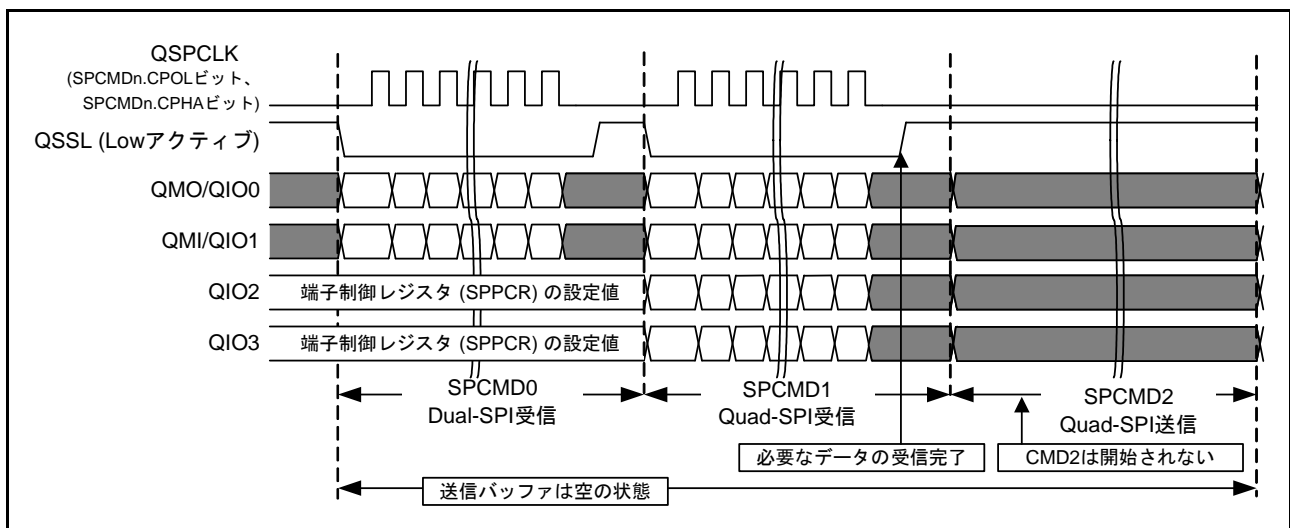 QSPCLK
(SPCMDn.CPOLビット、
SPCMDn.CPHAビット)
QSSL (Lowアクティブ)
QMO/QIO0
QMI/QIO1
QIO2
端子制御レジスタ (SPPCR) の設定値
QIO3
端子制御レジスタ (SPPCR) の設定値
SPCMD0
Dual-SPI受信
SPCMD1
Quad-SPI受信
SPCMD2
Quad-SPI送信
必要なデータの受信完了
CMD2は開始されない
送信バッファは空の状態